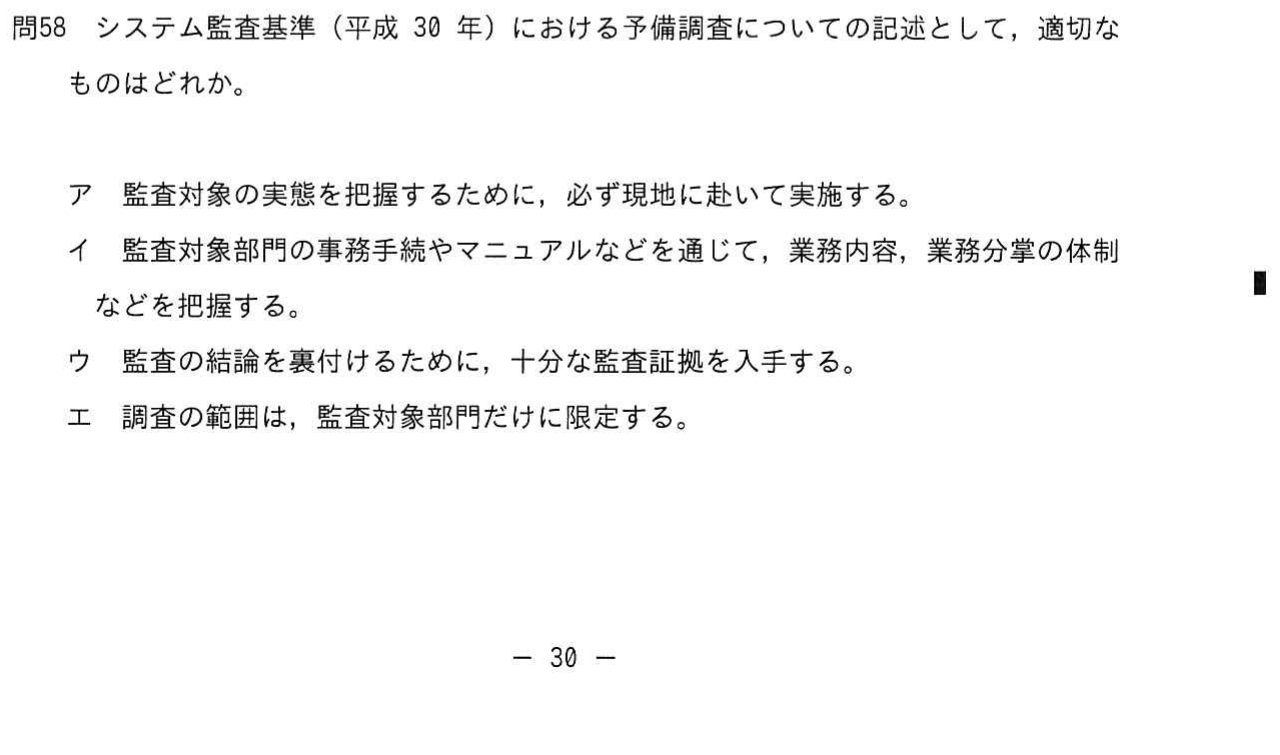 問58　システム監査基準（平成 30 年）における予備調査についての記述として，適切な
ものはどれか。
ア　監査対象の実態を把握するために，必ず現地に赴いて実施する。
イ　監査対象部門の事務手続やマニュアルなどを通じて，業務内容，業務分掌の体制
などを把握する。
ウ　監査の結論を裏付けるために，十分な監査証拠を入手する。
エ　調査の範囲は，監査対象部門だけに限定する。
－ 30 －